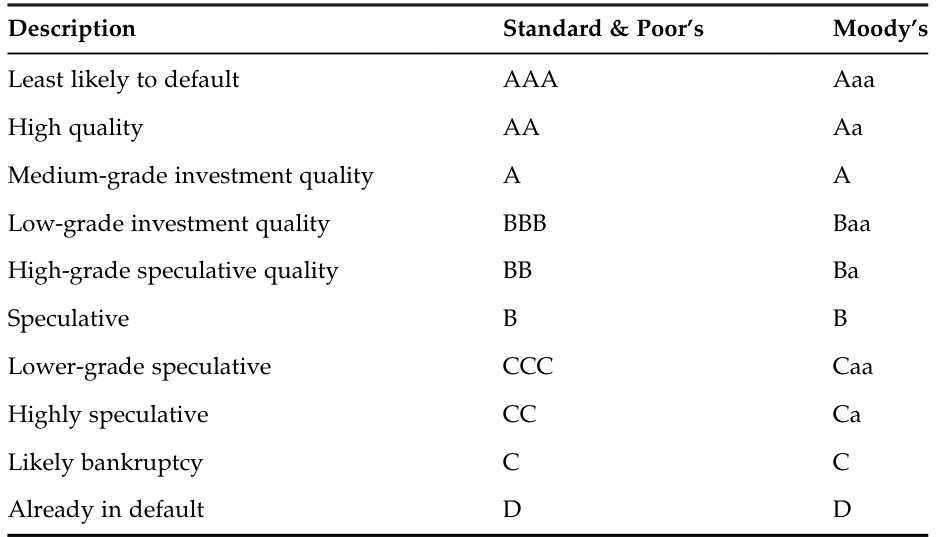 Description Standard & Poor’s Moody’s
Least likely to default AAA Aaa
High quality AA Aa
Medium-grade investment quality A A
Low-grade investment quality BBB Baa
High-grade speculative quality BB Ba
Speculative B B
Lower-grade speculative CCC Caa
Highly speculative CC Ca
Likely bankruptcy C C
Already in default D D